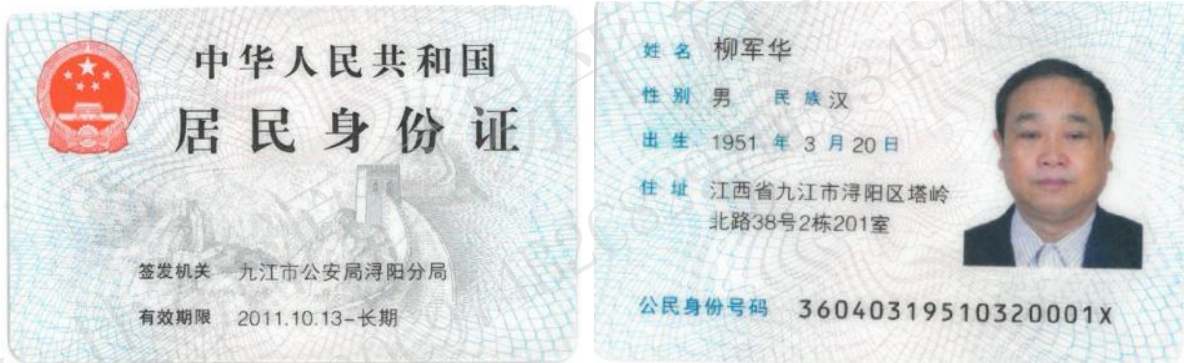 中华人民共和国
居民身份证
签发机关 九江市公安局浔阳分局
有效期限 2011.10.13-长期
姓名 柳军华
性别 男 民族 汉
出生 1951 年 3 月 20 日
住址 江西省九江市浔阳区塔岭
北路38号2栋201室
公民身份号码 36040319510320001X